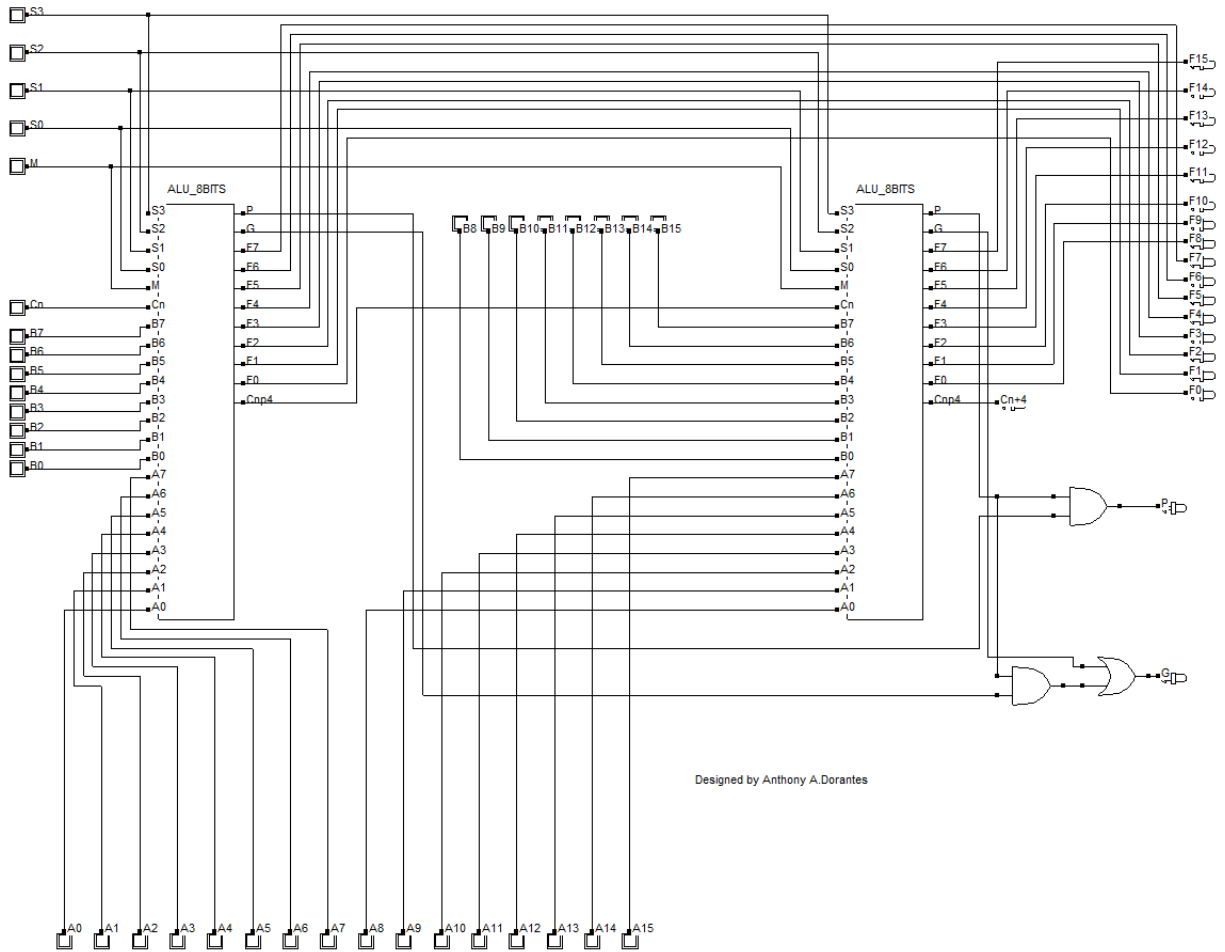 S3
S2
S1
S0
M
Cn
B7
B6
B5
B4
B3
B2
B1
B0
ALU_8BITS
S3
S2
S1
S0
M
Cn
B7
B6
B5
B4
B3
B2
B1
B0
A7
A6
A5
A4
A3
A2
A1
A0
P
G
F7
F6
F5
F4
F3
F2
F1
F0
Cnp4
B8 B9 B10 B11 B12 B13 B14 B15
ALU_8BITS
S3
S2
S1
S0
M
Cn
B7
B6
B5
B4
B3
B2
B1
B0
A7
A6
A5
A4
A3
A2
A1
A0
P
G
F7
F6
F5
F4
F3
F2
F1
F0
Cnp4
Cn+4
F15
F14
F13
F12
F11
F10
F9
F8
F7
F6
F5
F4
F3
F2
F1
F0
P
G
Designed by Anthony A.Dorantes
A0 A1 A2 A3 A4 A5 A6 A7 A8 A9 A10 A11 A12 A13 A14 A15